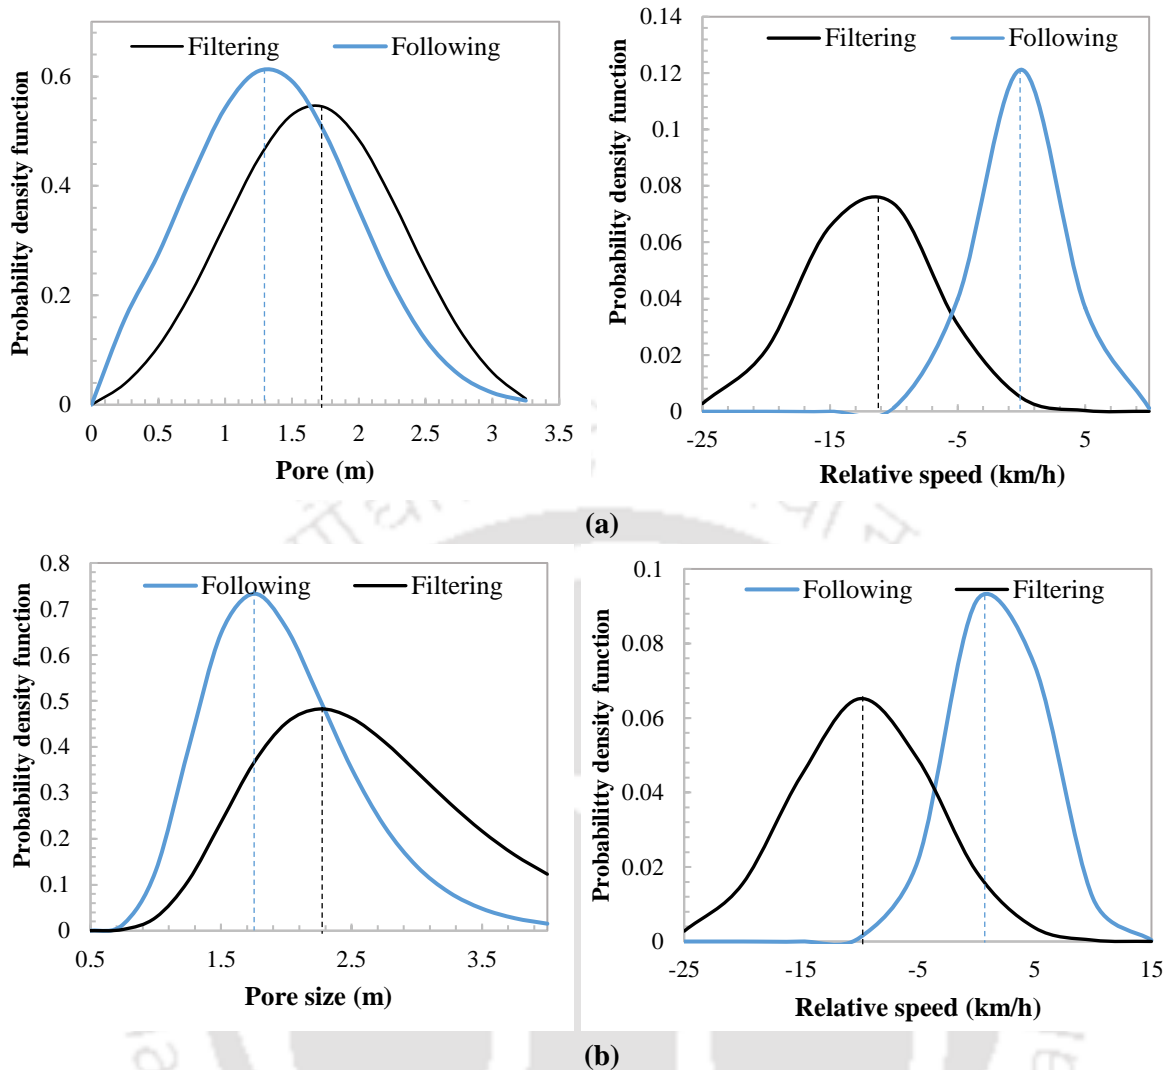 Filtering Following
Probability density function
0.6
0.4
0.2
0
0 0.5 1 1.5 2 2.5 3 3.5
Pore (m)
Filtering Following
Probability density function
0.14
0.12
0.1
0.08
0.06
0.04
0.02
0
-25 -15 -5 5
Relative speed (km/h)
(a)
Following Filtering
Probability density function
0.8
0.7
0.6
0.5
0.4
0.3
0.2
0.1
0
0.5 1.5 2.5 3.5
Pore size (m)
Following Filtering
Probabilitty density function
0.1
0.08
0.06
0.04
0.02
0
-25 -15 -5 5 15
Relative speed (km/h)
(b)